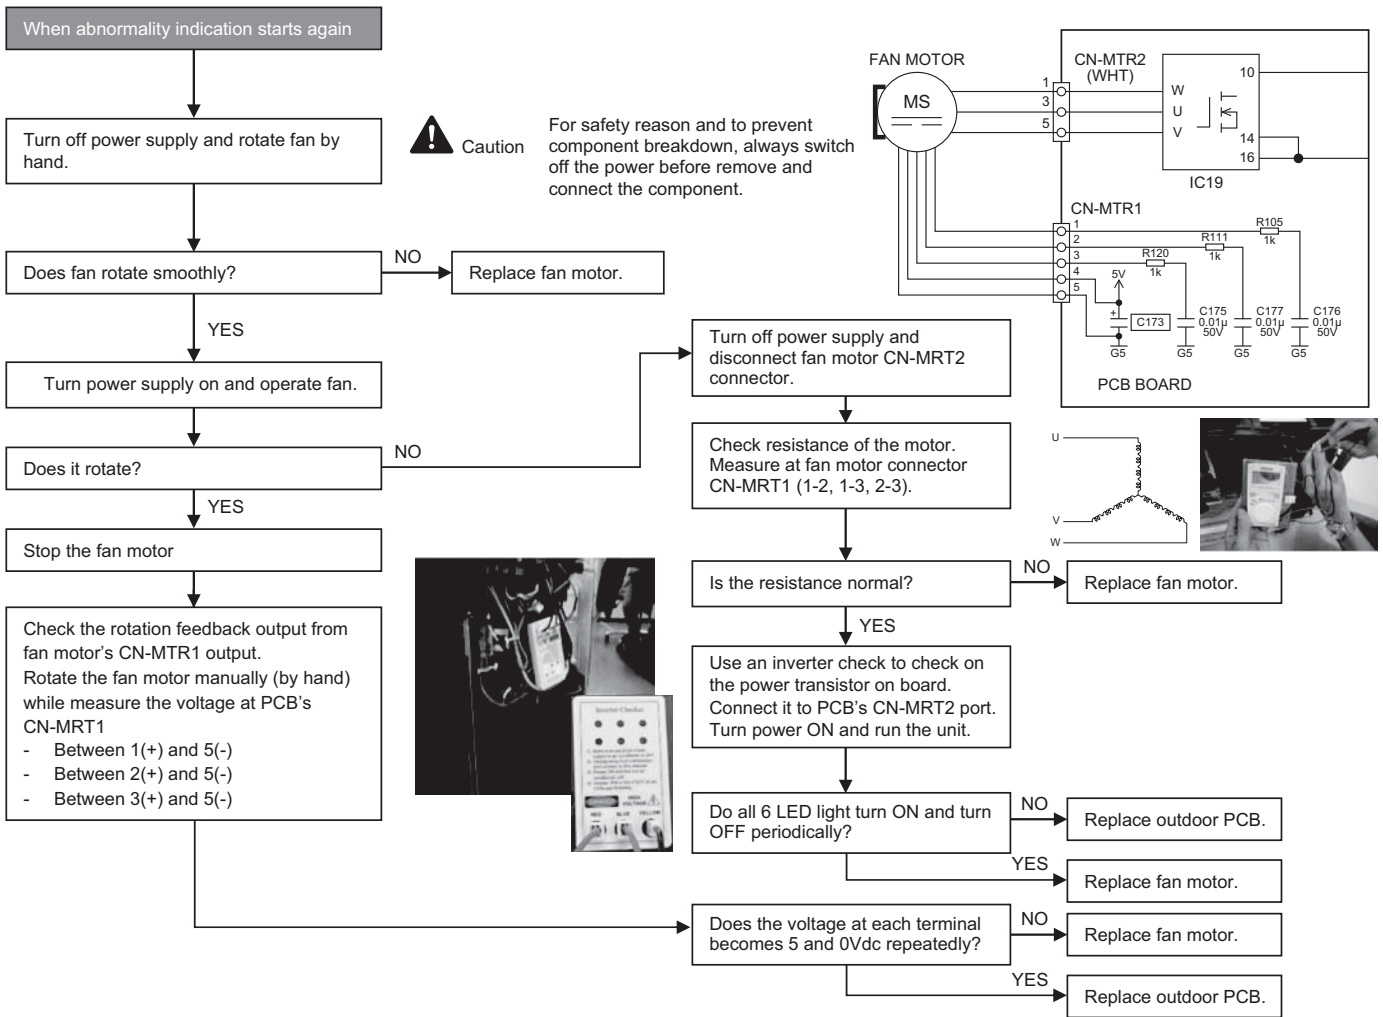 When abnormality indication starts again
Turn off power supply and rotate fan by
hand.
Caution
For safety reason and to prevent
component breakdown, always switch
off the power before remove and
connect the component.
Does fan rotate smoothly?
NO
Replace fan motor.
YES
Turn power supply on and operate fan.
Does it rotate?
NO
YES
Stop the fan motor
Check the rotation feedback output from
fan motor's CN-MTR1 output.
Rotate the fan motor manually (by hand)
while measure the voltage at PCB's
CN-MRT1
- Between 1(+) and 5(-)
- Between 2(+) and 5(-)
- Between 3(+) and 5(-)
Turn off power supply and
disconnect fan motor CN-MRT2
connector.
Check resistance of the motor.
Measure at fan motor connector
CN-MRT1 (1-2, 1-3, 2-3).
Is the resistance normal?
NO
Replace fan motor.
YES
Use an inverter check to check on
the power transistor on board.
Connect it to PCB's CN-MRT2 port.
Turn power ON and run the unit.
Do all 6 LED light turn ON and turn
OFF periodically?
NO
Replace outdoor PCB.
YES
Replace fan motor.
Does the voltage at each terminal
becomes 5 and 0Vdc repeatedly?
NO
Replace fan motor.
YES
Replace outdoor PCB.
FAN MOTOR
MS
CN-MTR2
(WHT)
1
3
5
W
U
V
10
14
16
IC19
CN-MTR1
1
2
3
4
5
R105
1k
R111
1k
R120
1k
5V
+
C173
C175
0.01µ
50V
C177
0.01µ
50V
C176
0.01µ
50V
G5
G5
G5
G5
PCB BOARD
U
V
W
Inverter Checker
HIGH
VOLTAGE
RED BLUE YELLOW